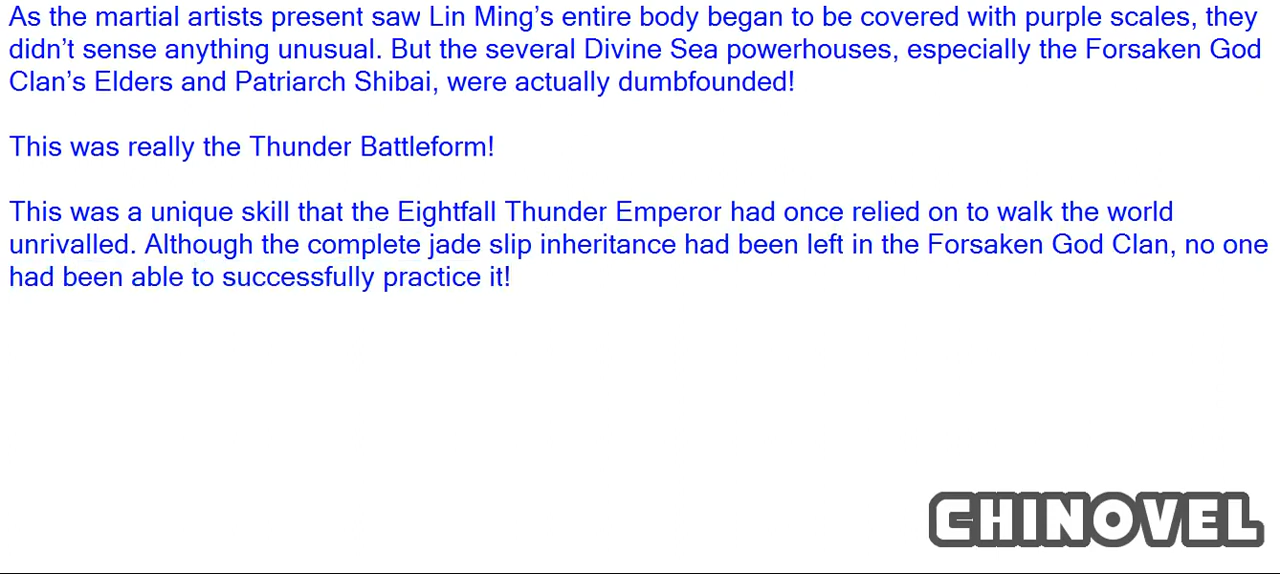 As the martial artists present saw Lin Ming’s entire body began to be covered with purple scales, they
didn’t sense anything unusual. But the several Divine Sea powerhouses, especially the Forsaken God
Clan’s Elders and Patriarch Shibai, were actually dumbfounded!
This was really the Thunder Battleform!
This was a unique skill that the Eightfall Thunder Emperor had once relied on to walk the world
unrivalled. Although the complete jade slip inheritance had been left in the Forsaken God Clan, no one
had been able to successfully practice it!
CHINOVEL